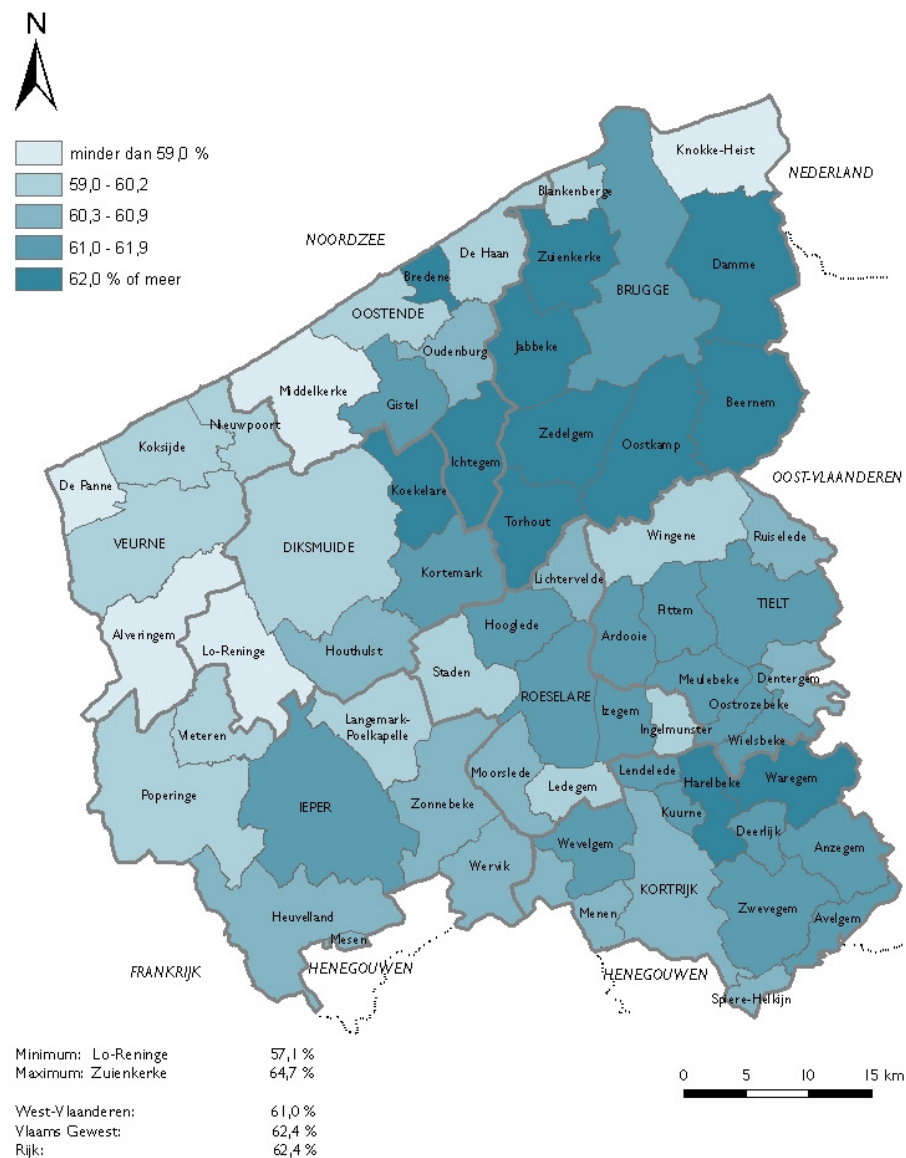 N
minder dan 59,0 %
59,0 - 60,2
60,3 - 60,9
61,0 - 61,9
62,0 % of meer
Knokke-Heist
NEDERLAND
Blankenberge
NOORDZEE
De Haan
Zuienkerke
Damme
Bredene
BRUGGE
OOSTENDE
Oudenburg
Jabbeke
Middelkerke
Gistel
Beernem
Nieuwpoort
Zedelgem
Oostkamp
Koksijde
Ichtegem
De Panne
Koekelare
OOST-VLAANDEREN
Torhout
VEURNE
DIKSMUIDE
Wingene
Ruiselede
Kortemark
Lichtervelde
TIELT
Pittem
Alveringem
Hooglede
Ardooie
Lo-Reninge
Houthulst
Staden
Meulebeke
Dentergem
ROESELARE
Izegem
Oostrozebeke
Langemark-
Poelkapelle
Ingelmunster
Vleteren
Wielsbeke
Moorslede
Lendelede
Harelbeke
Waregem
Ledegem
Poperinge
IEPER
Zonnebeke
Kuurne
Deerlijk
Wevelgem
Anzegem
Wervik
KORTRIJK
Zwevegem
Heuvelland
Menen
Avelgem
Mesen
FRANKRIJK
HENEGOUWEN
HENEGOUWEN
Spiere-Helkijn
Minimum: Lo-Reninge 57,1 %
Maximum: Zuienkerke 64,7 %
0 5 10 15 km
West-Vlaanderen: 61,0 %
Vlaams Gewest: 62,4 %
Rijk: 62,4 %